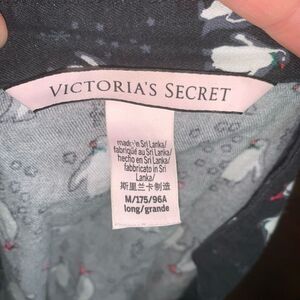 VICTORIA'S SECRET
made in Sri Lanka/
fabriqué au Sri Lanka/
hecho en Sri Lanka/
fabbricato in Sri
Lanka/
斯里兰卡制造
M/175/96A
long/grande